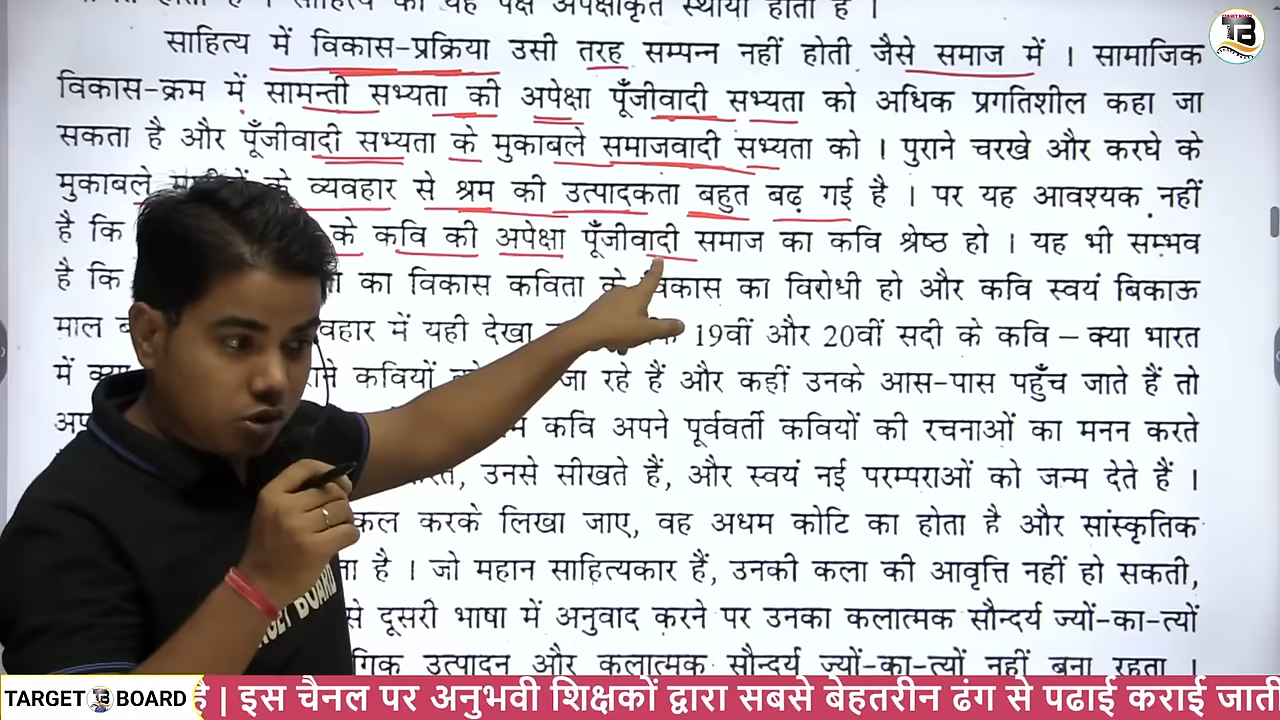 साहित्य में विकास-प्रक्रिया उसी तरह सम्पन्न नहीं होती जैसे समाज में । सामाजिक
विकास-क्रम में सामन्ती सभ्यता की अपेक्षा पूँजीवादी सभ्यता को अधिक प्रगतिशील कहा जा
सकता है और पूँजीवादी सभ्यता के मुकाबले समाजवादी सभ्यता को । पुराने चरखे और करघे के
मुकाबले के व्यवहार से श्रम की उत्पादकता बहुत बढ़ गई है । पर यह आवश्यक नहीं
है कि के कवि की अपेक्षा पूँजीवादी समाज का कवि श्रेष्ठ हो । यह भी सम्भव
है कि का विकास कविता के विकास का विरोधी हो और कवि स्वयं बिकाऊ
माल में यही देखा 19वीं और 20वीं सदी के कवि – क्या भारत
में कवियों जा रहे हैं और कहीं उनके आस-पास पहुँच जाते हैं तो
कवि अपने पूर्ववर्ती कवियों की रचनाओं का मनन करते
उनसे सीखते हैं, और स्वयं नई परम्पराओं को जन्म देते हैं ।
करके लिखा जाए, वह अधम कोटि का होता है और सांस्कृतिक
है । जो महान साहित्यकार हैं, उनकी कला की आवृत्ति नहीं हो सकती,
से दूसरी भाषा में अनुवाद करने पर उनका कलात्मक सौन्दर्य ज्यों-का-त्यों
उत्पादन और कलात्मक सौन्दर्य ज्यों-का-त्यों नहीं बना रहता ।
TARGET BOARD
TB
TARGET BOARD
है | इस चैनल पर अनुभवी शिक्षकों द्वारा सबसे बेहतरीन ढंग से पढाई कराई जाती